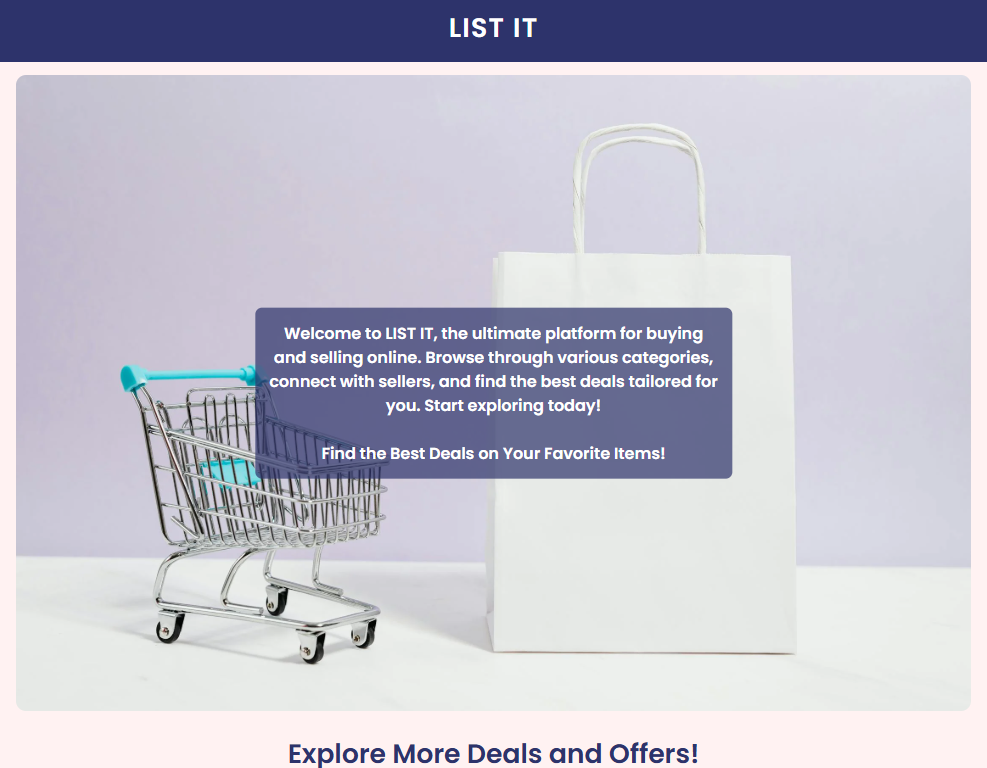 LIST IT
Welcome to LIST IT, the ultimate platform for buying
and selling online. Browse through various categories,
connect with sellers, and find the best deals tailored for
you. Start exploring today!
Find the Best Deals on Your Favorite Items!
Explore More Deals and Offers!